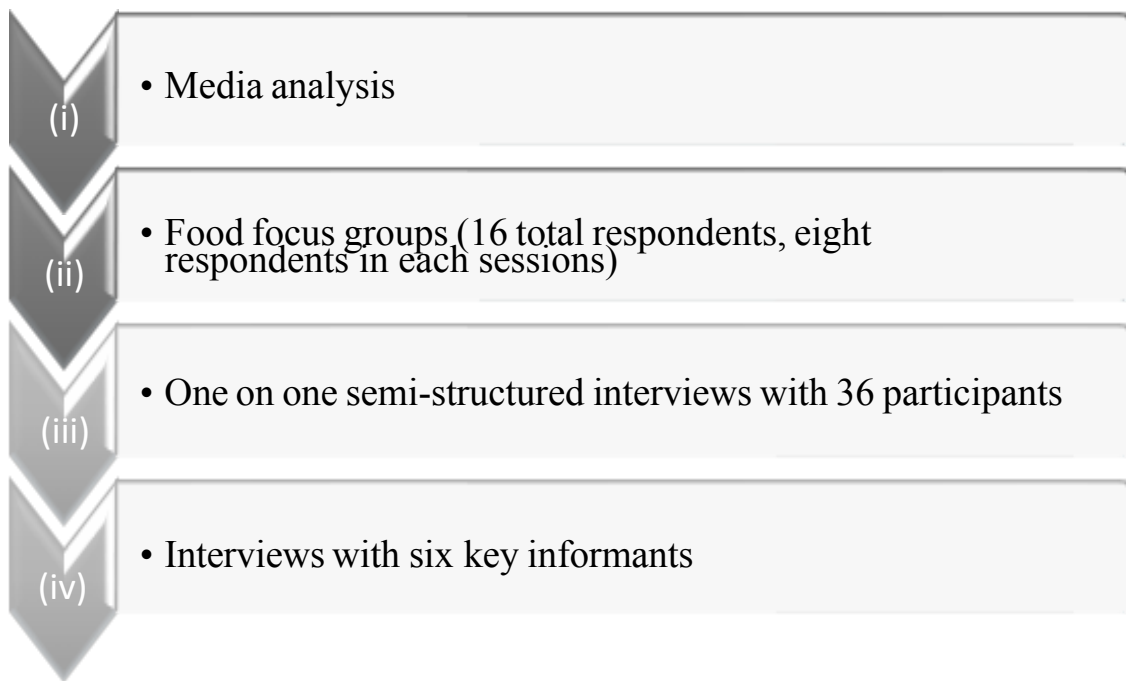 (i)
• Media analysis
(ii)
• Food focus groups (16 total respondents, eight
respondents in each sessions)
(iii)
• One on one semi-structured interviews with 36 participants
(iv)
• Interviews with six key informants